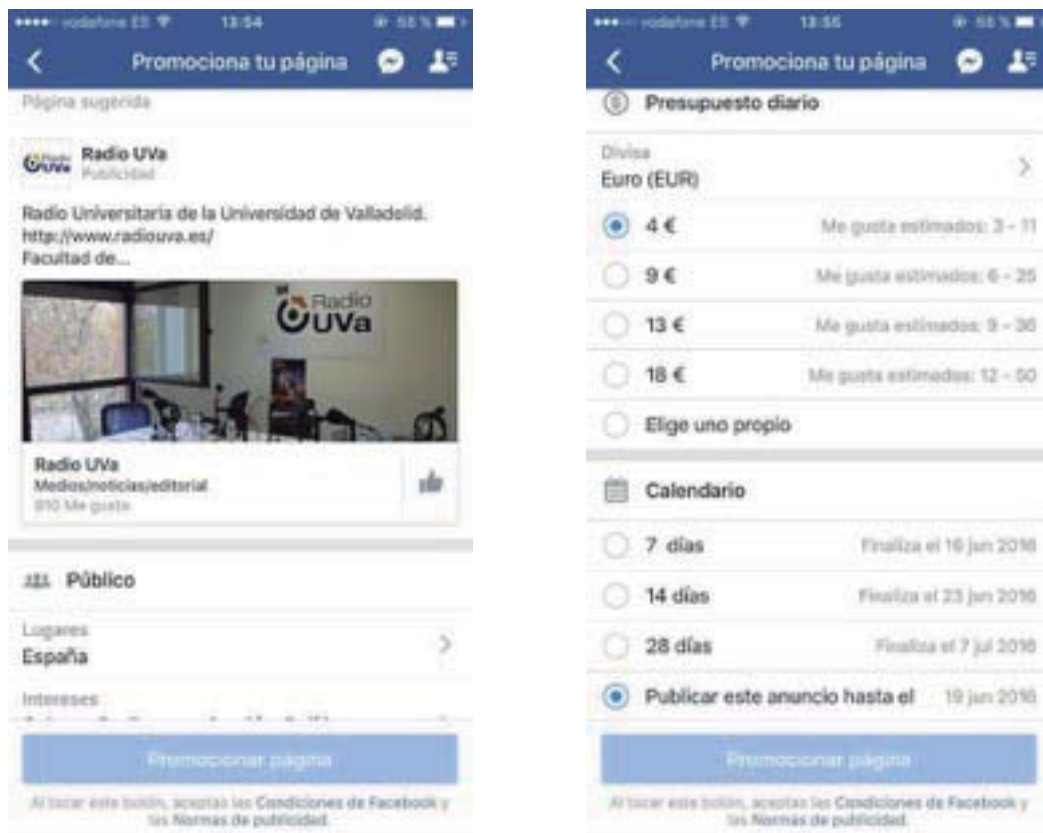 vodafone ES 13:54 55 %
Promociona tu página
Página sugerida
Radio UVa
Publicidad
Radio Universitaria de la Universidad de Valladolid.
http://www.radiouva.es/
Facultad de...
Radio
UVa
Radio UVa
Medios/noticias/editorial
910 Me gusta
Público
Lugares
España
Intereses
Promocionar página
Al tocar este botón, aceptas las Condiciones de Facebook y
las Normas de publicidad.
vodafone ES 13:55 55 %
Promociona tu página
Presupuesto diario
Divisa
Euro (EUR)
4 € Me gusta estimados: 3 - 11
9 € Me gusta estimados: 6 - 25
13 € Me gusta estimados: 9 - 36
18 € Me gusta estimados: 12 - 50
Elige uno propio
Calendario
7 días Finaliza el 16 jun 2016
14 días Finaliza el 23 jun 2016
28 días Finaliza el 7 jul 2016
Publicar este anuncio hasta el 19 jun 2016
Promocionar página
Al tocar este botón, aceptas las Condiciones de Facebook y
las Normas de publicidad.